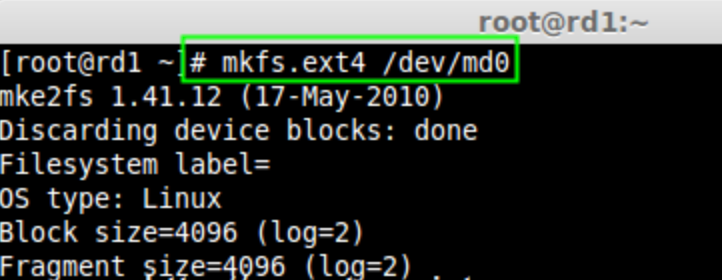 root@rd1:~
[root@rd1 ~]# mkfs.ext4 /dev/md0
mke2fs 1.41.12 (17-May-2010)
Discarding device blocks: done
Filesystem label=
OS type: Linux
Block size=4096 (log=2)
Fragment size=4096 (log=2)